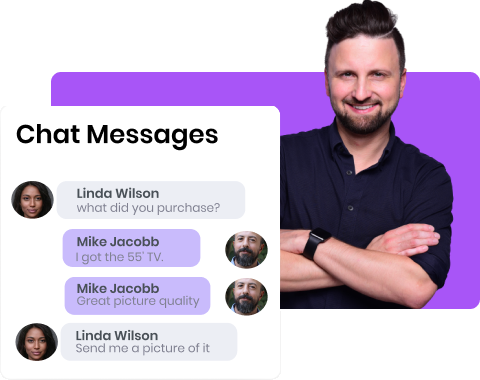 Chat Messages
Linda Wilson
what did you purchase?
Mike Jacobb
I got the 55' TV.
Mike Jacobb
Great picture quality
Linda Wilson
Send me a picture of it